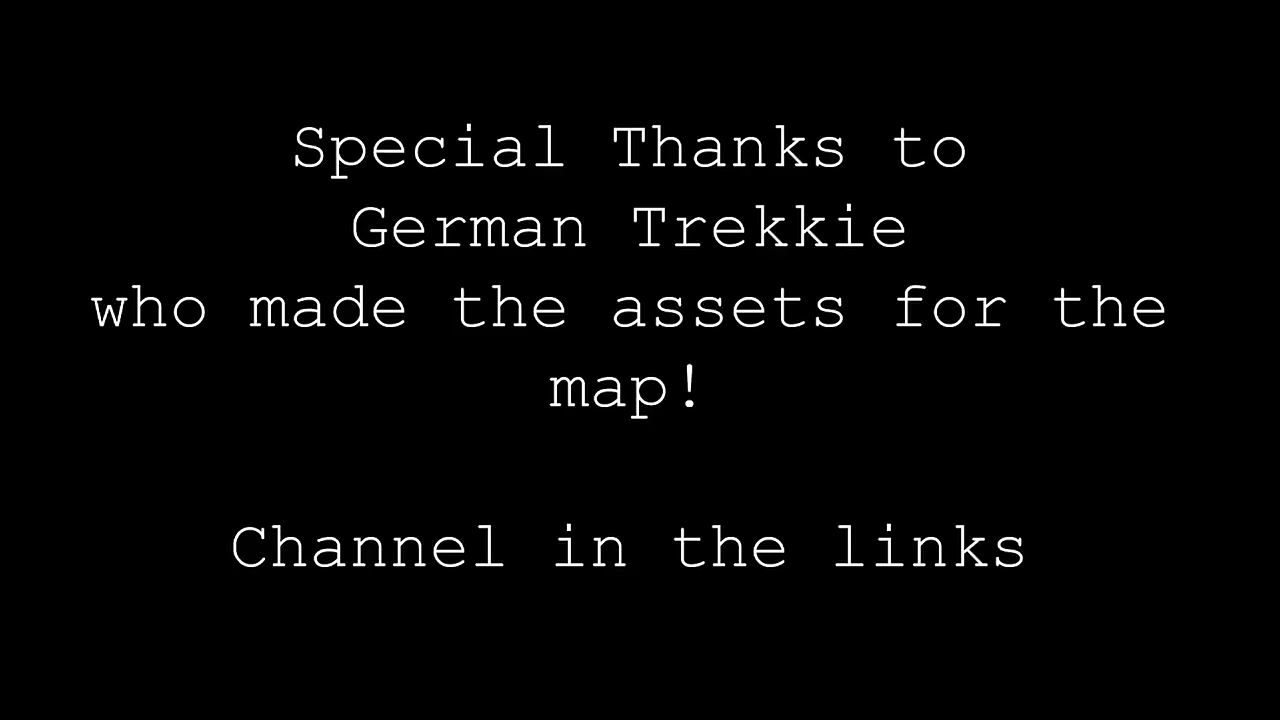 Special Thanks to
German Trekkie
who made the assets for the
map!
Channel in the links